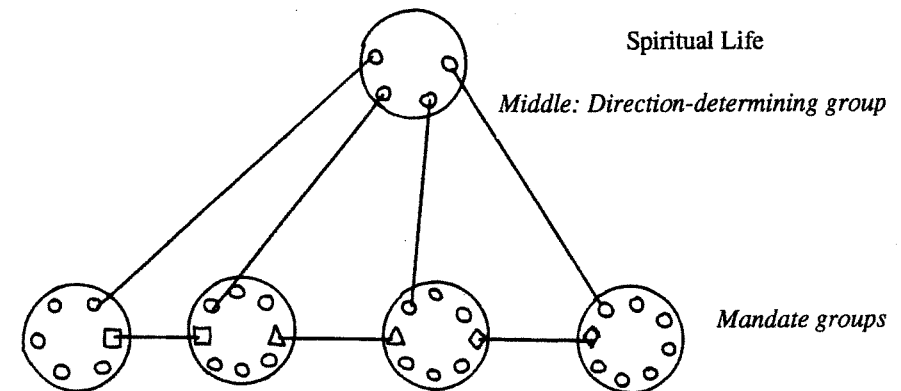 Spiritual Life
Middle: Direction-determining group
Mandate groups